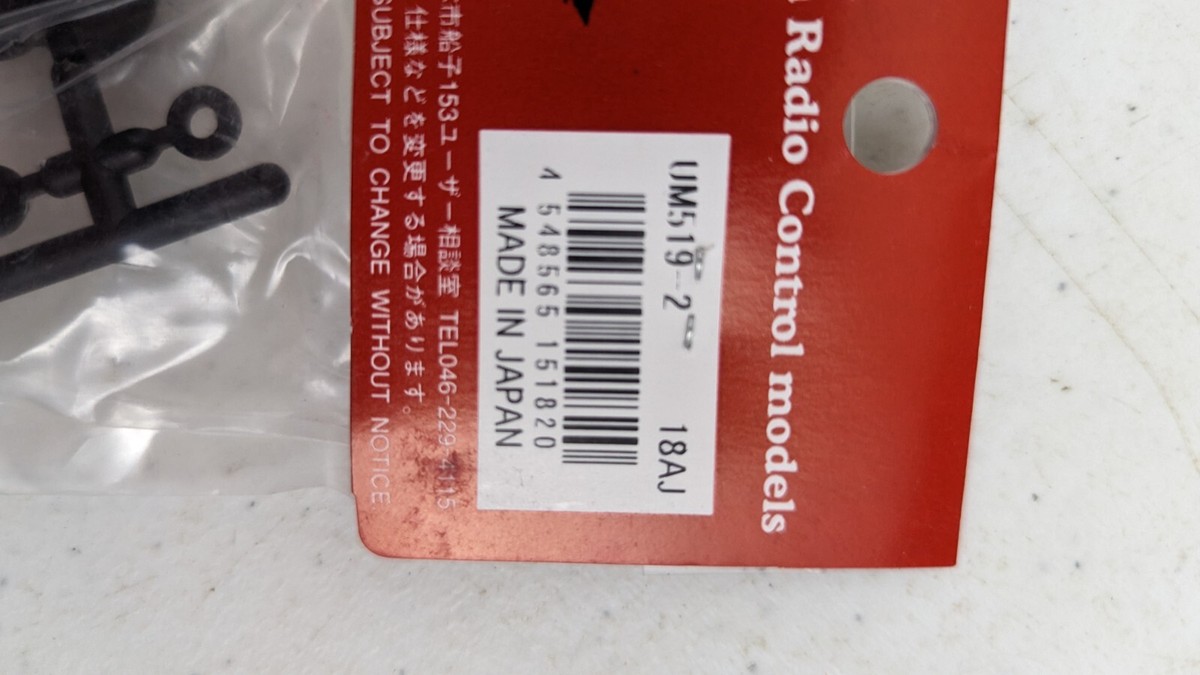 Radio Control models
UM519-2
18AJ
4 548565 151820
MADE IN JAPAN
市船子153ユーザー相談室 TEL046-229-4115
仕様などを変更する場合があります。
SUBJECT TO CHANGE WITHOUT NOTICE